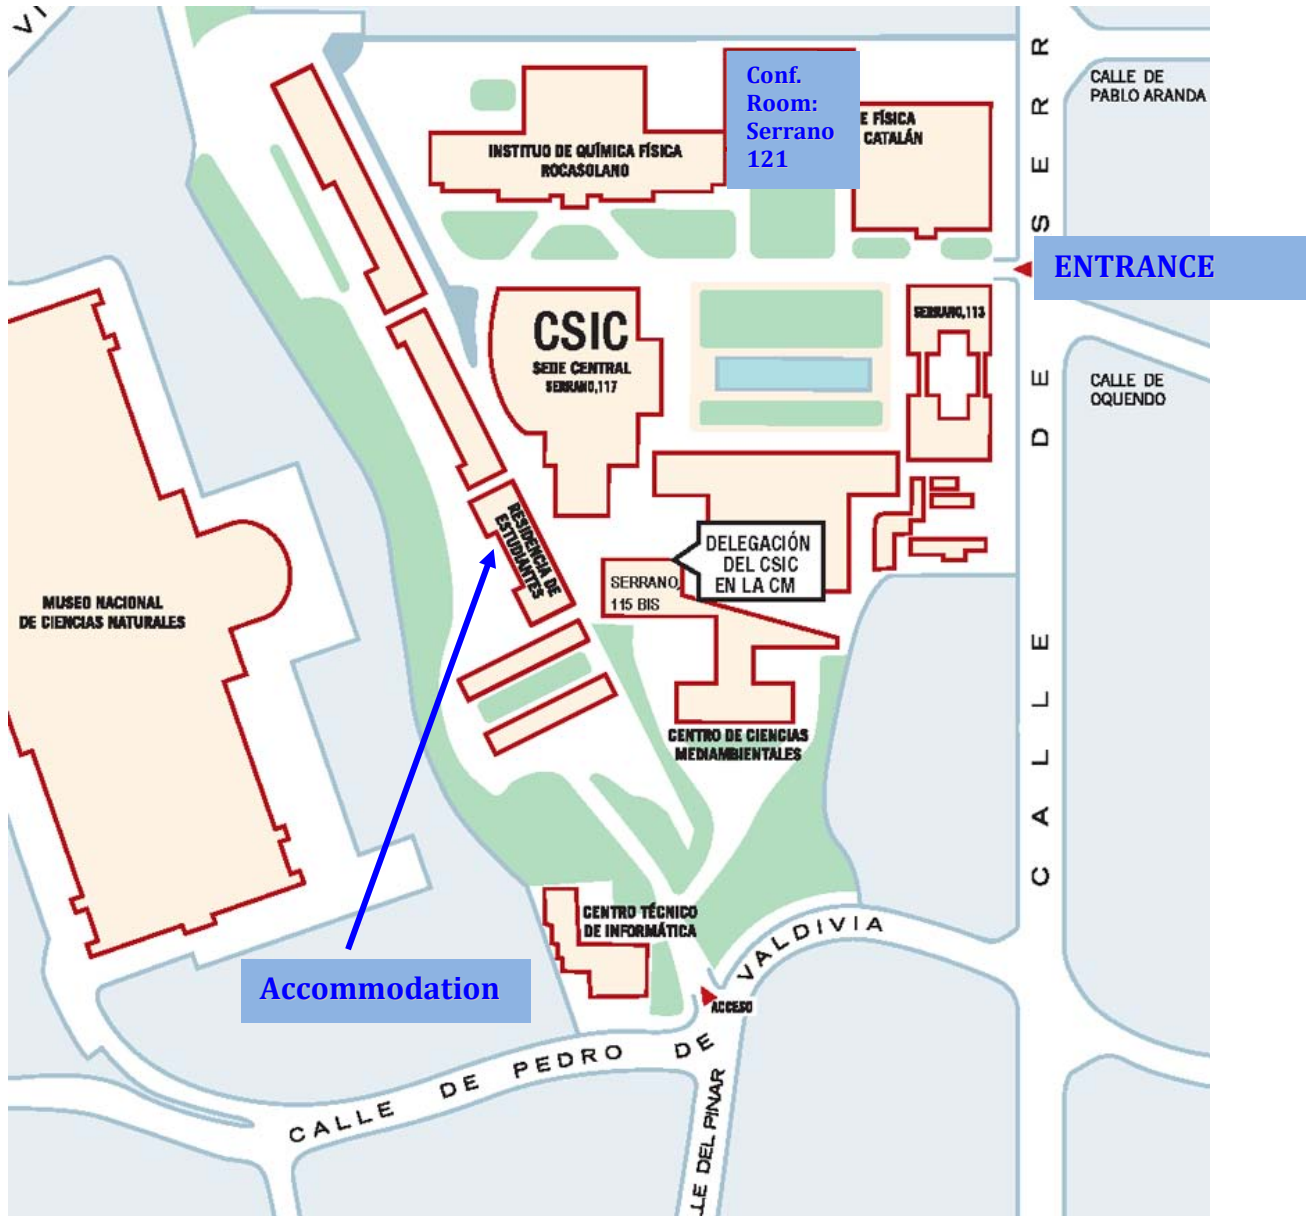 VI
Conf.
Room:
Serrano
121
E FÍSICA
CATALÁN
INSTITUO DE QUÍMICA FÍSICA
ROCASOLANO
CALLE DE
PABLO ARANDA
ENTRANCE
CSIC
SEDE CENTRAL
SERRANO, 117
SERRANO, 113
CALLE DE
OQUENDO
CALLE DE SERR
RESIDENCIA DE
ESTUDIANTES
DELEGACIÓN
DEL CSIC
EN LA CM
SERRANO,
115 BIS
MUSEO NACIONAL
DE CIENCIAS NATURALES
CENTRO DE CIENCIAS
MEDIAMBIENTALES
CENTRO TÉCNICO
DE INFORMÁTICA
Accommodation
ACCESO
CALLE DE PEDRO DE VALDIVIA
LLE DEL PINAR